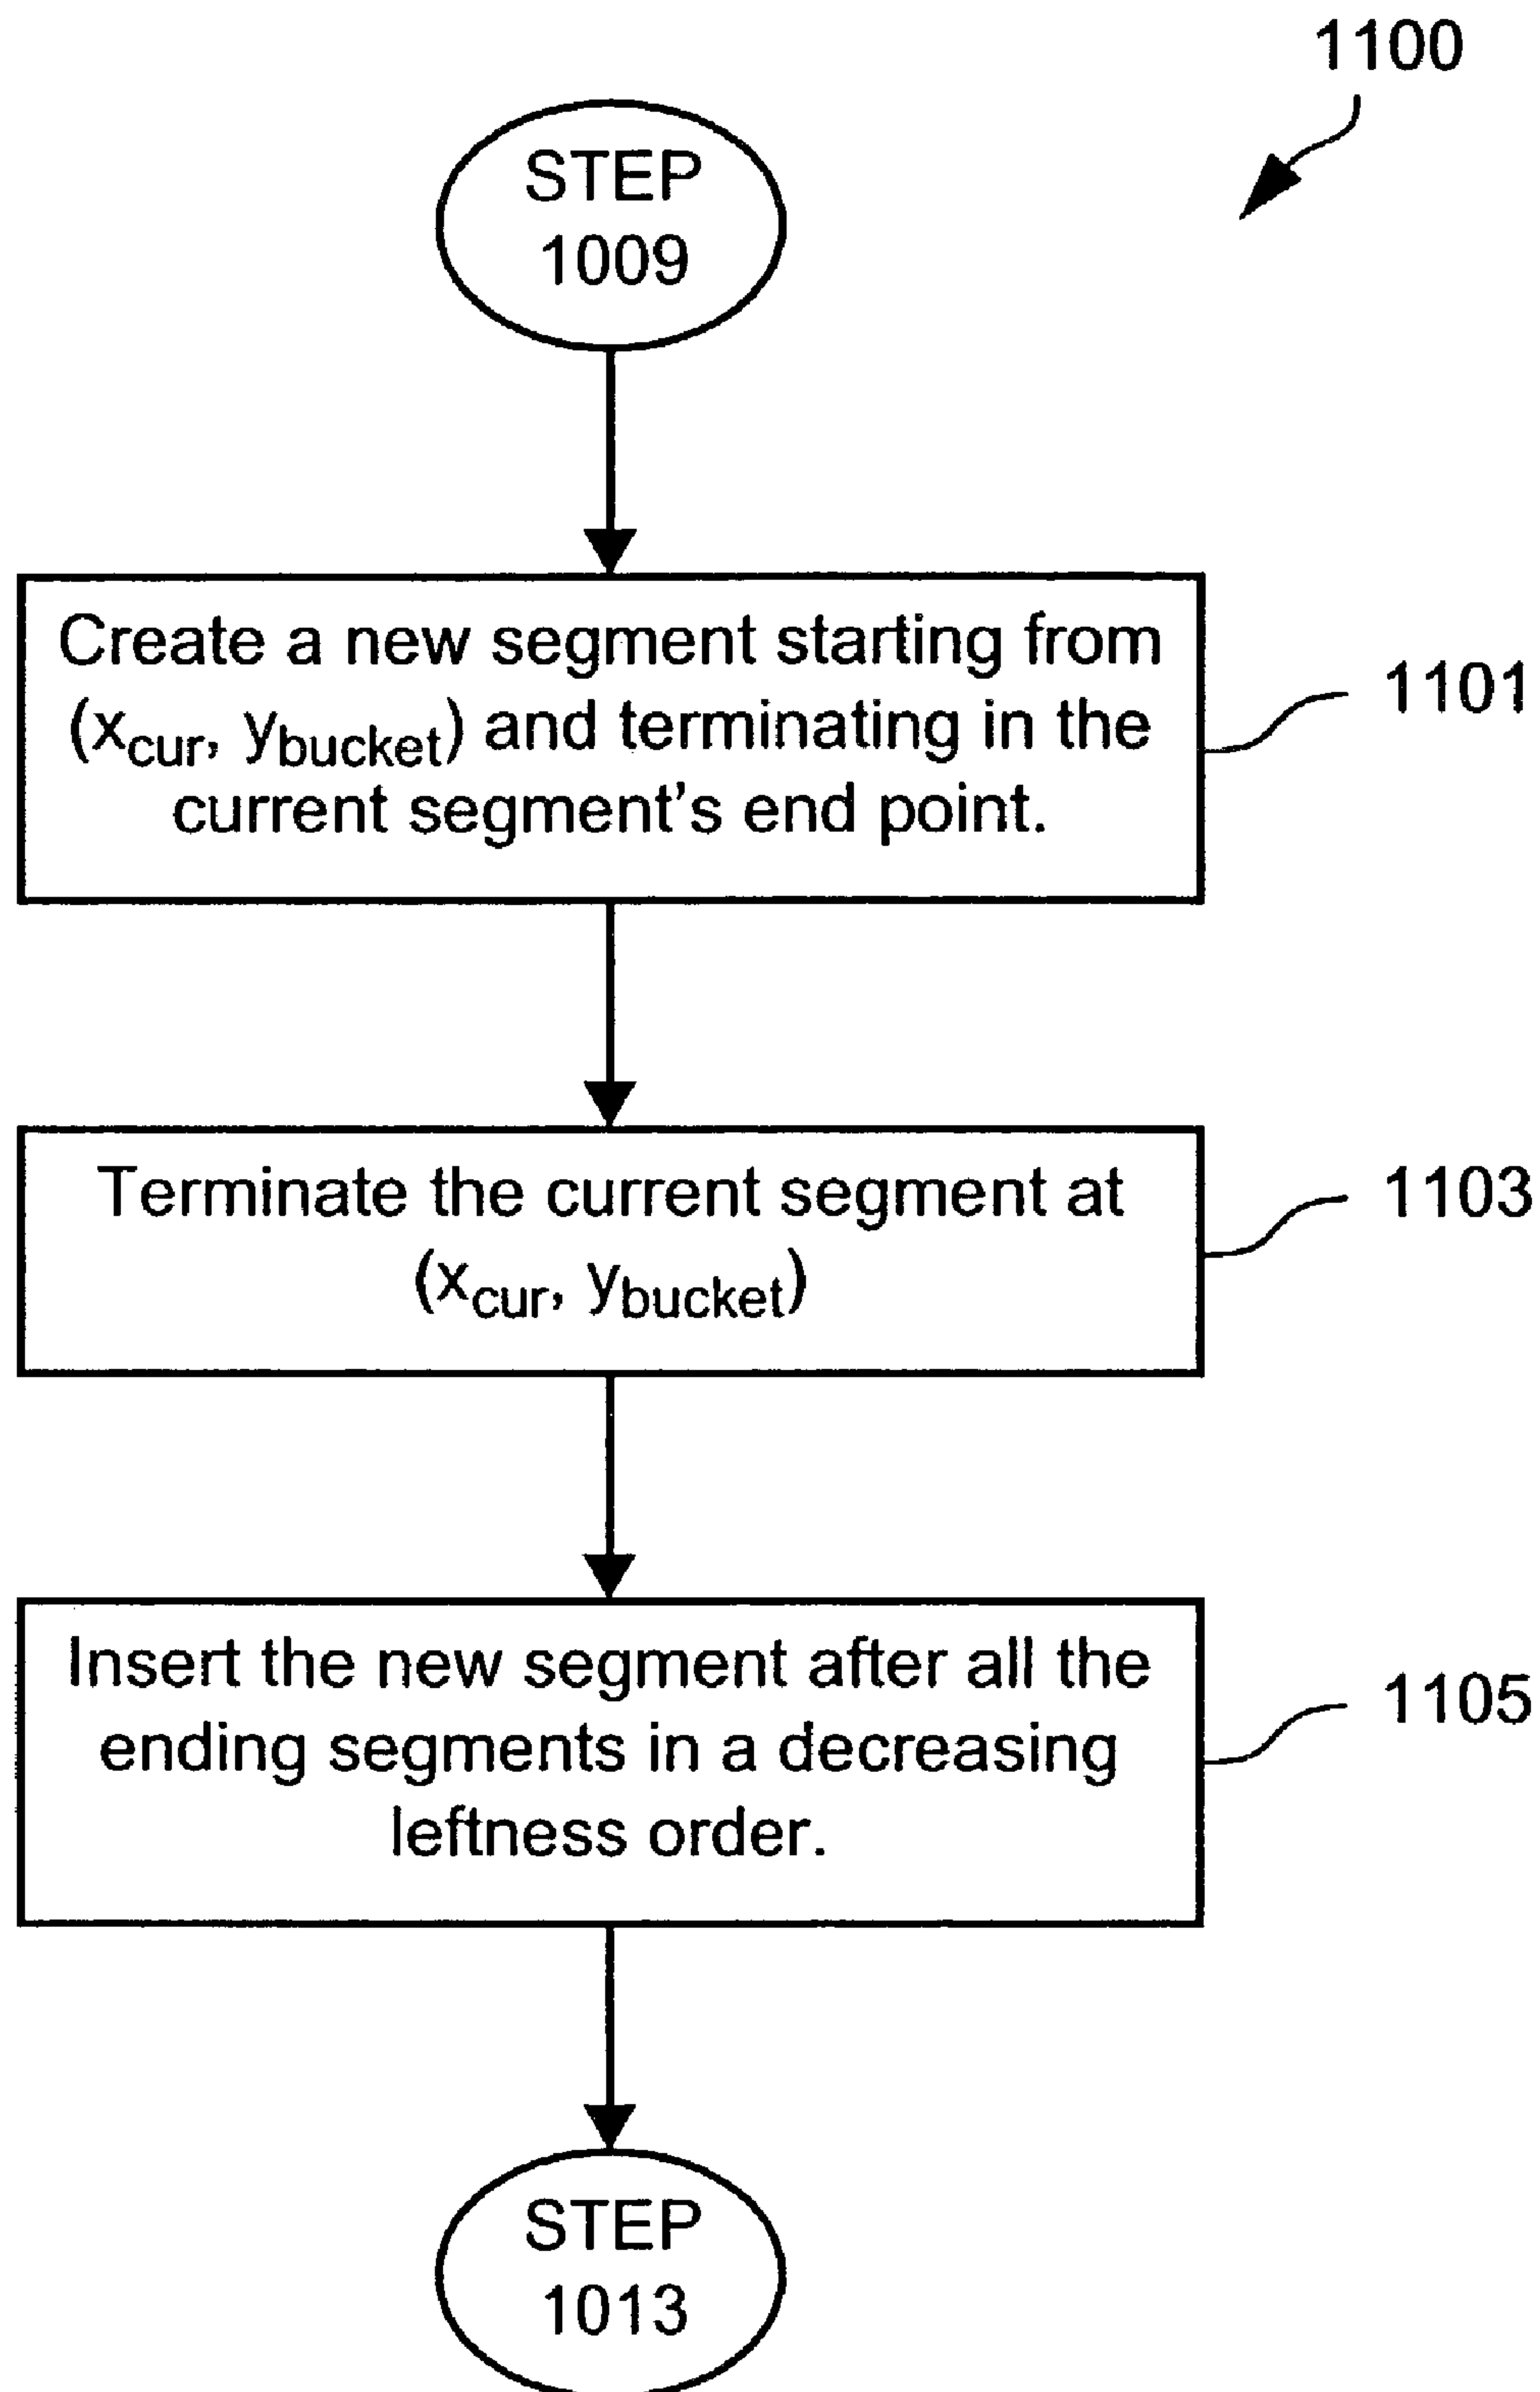 1100
STEP
1009
Create a new segment starting from
(xcur, ybucket) and terminating in the
current segment's end point.
1101
Terminate the current segment at
(xcur, ybucket)
1103
Insert the new segment after all the
ending segments in a decreasing
leftness order.
1105
STEP
1013